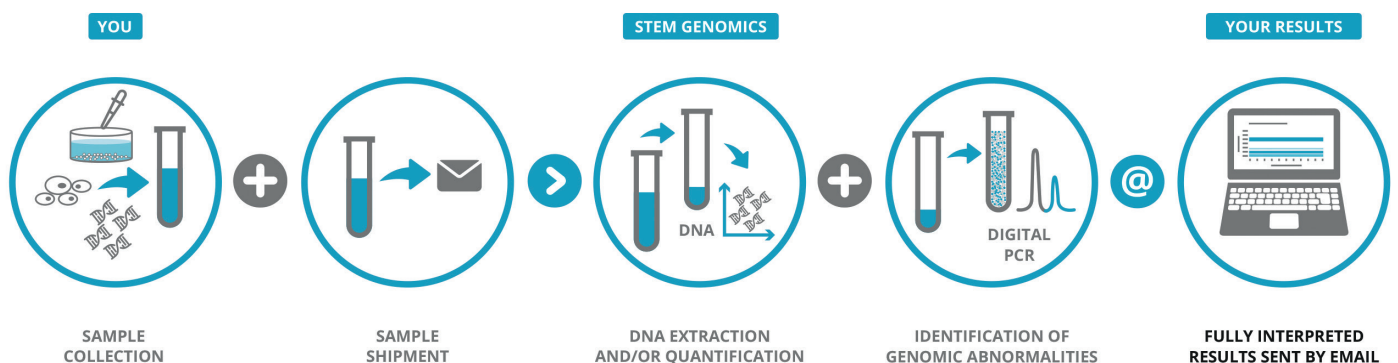 YOU
STEM GENOMICS
YOUR RESULTS
DNA
DIGITAL
PCR
@
SAMPLE
COLLECTION
SAMPLE
SHIPMENT
DNA EXTRACTION
AND/OR QUANTIFICATION
IDENTIFICATION OF
GENOMIC ABNORMALITIES
FULLY INTERPRETED
RESULTS SENT BY EMAIL